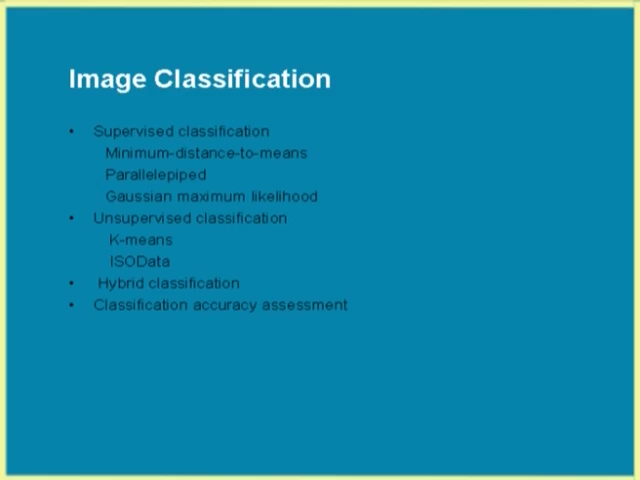 Image Classification
• Supervised classification
Minimum-distance-to-means
Parallelepiped
Gaussian maximum likelihood
• Unsupervised classification
K-means
ISOData
• Hybrid classification
• Classification accuracy assessment